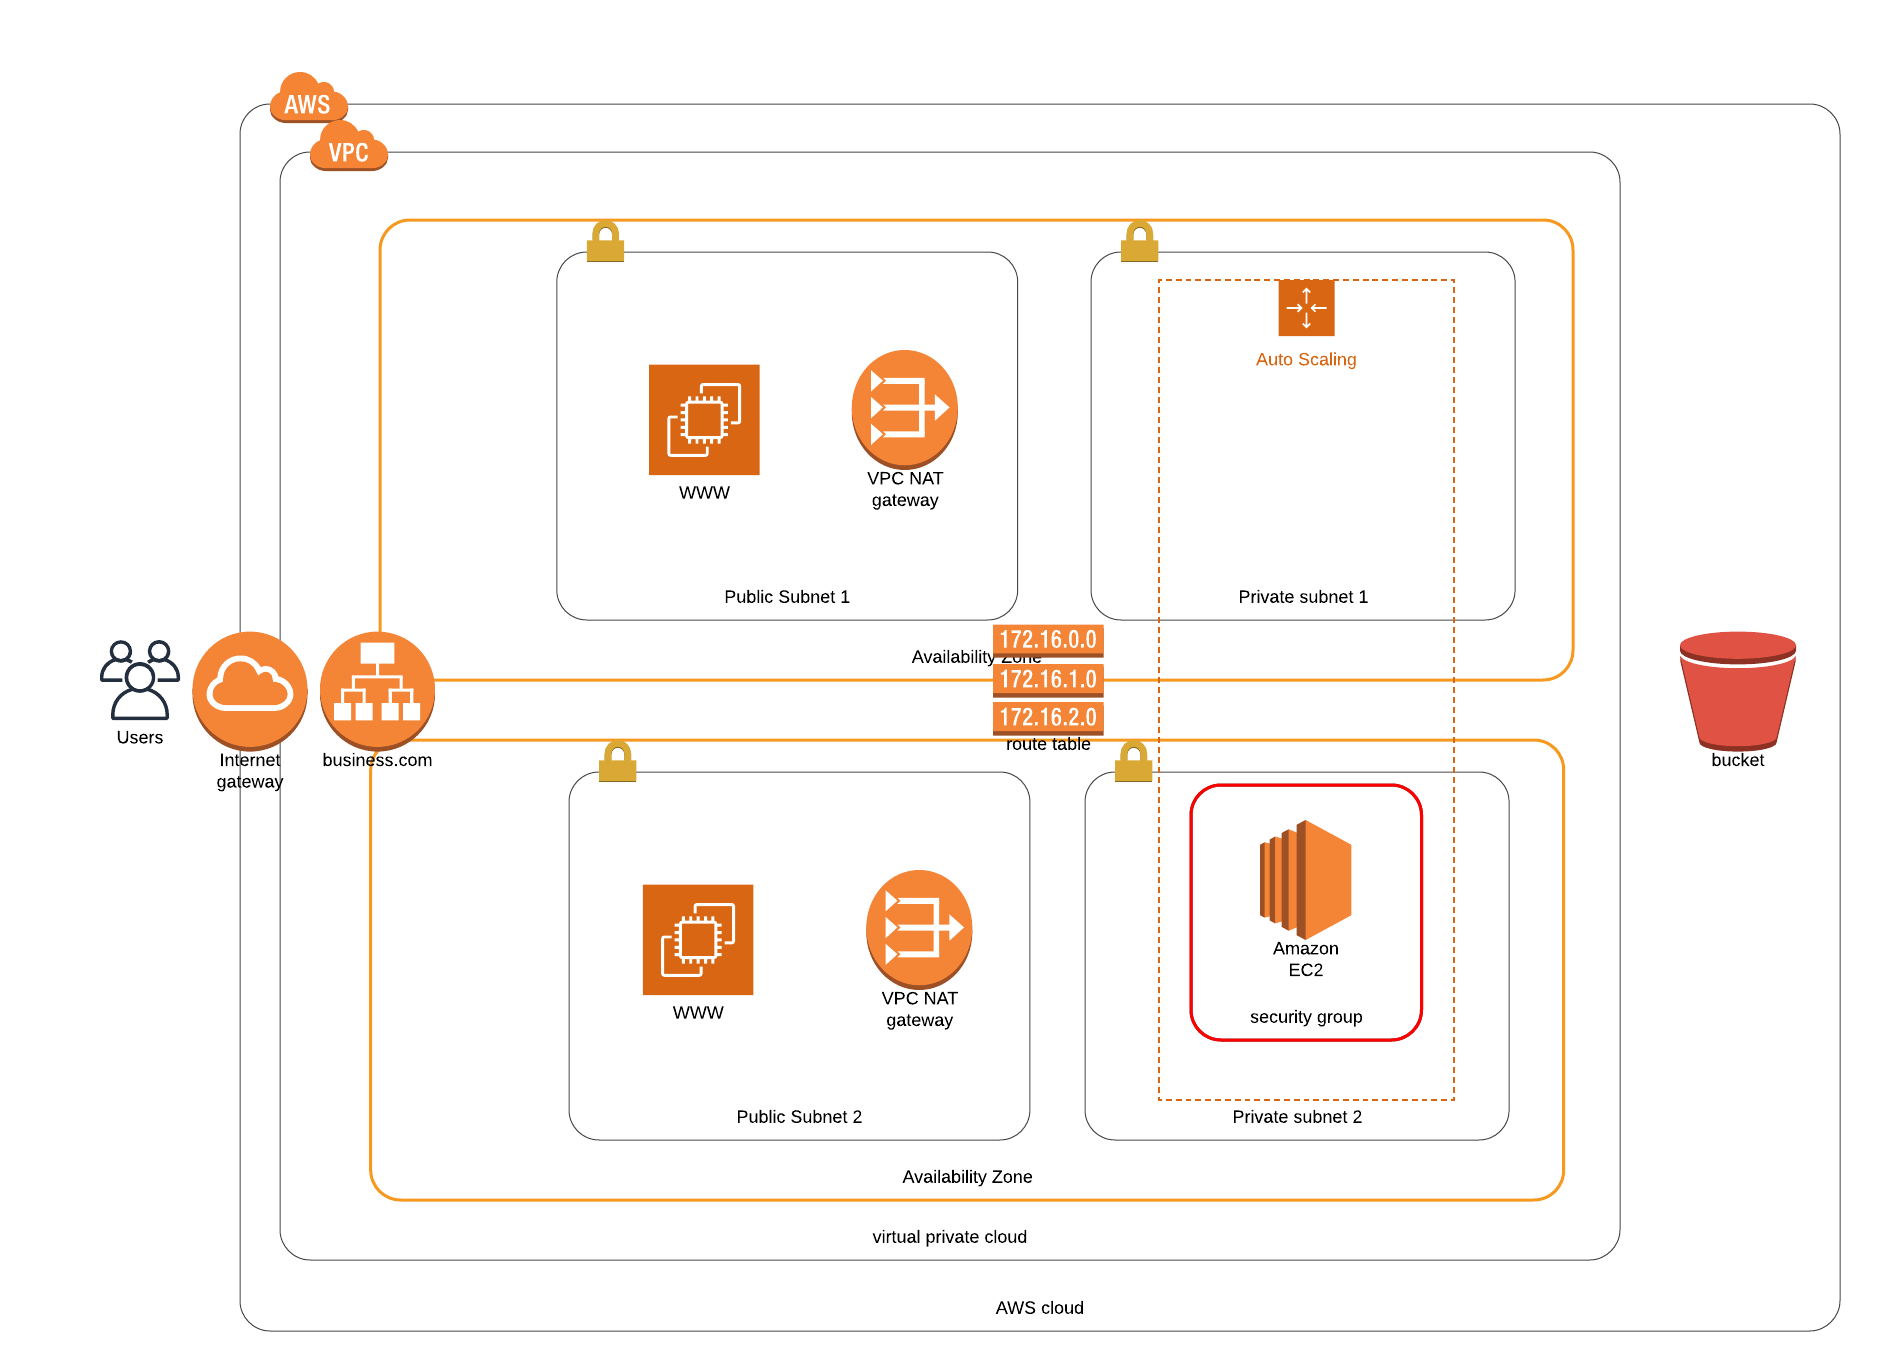 AWS
VPC
Auto Scaling
WWW
VPC NAT
gateway
Public Subnet 1
Private subnet 1
172.16.0.0
Availability Zone
172.16.1.0
172.16.2.0
route table
Users
Internet
gateway
business.com
bucket
WWW
VPC NAT
gateway
Amazon
EC2
security group
Public Subnet 2
Private subnet 2
Availability Zone
virtual private cloud
AWS cloud